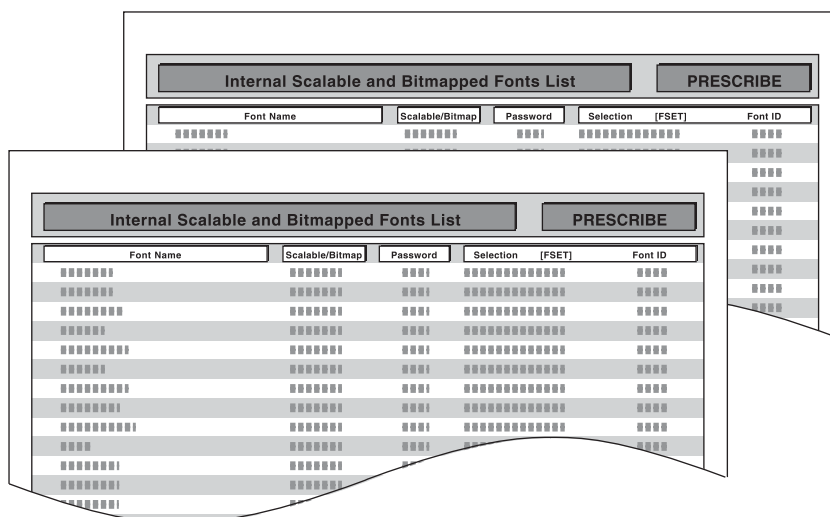 Internal Scalable and Bitmapped Fonts List PRESCRIBE
Font Name Scalable/Bitmap Password Selection [FSET] Font ID
Internal Scalable and Bitmapped Fonts List PRESCRIBE
Font Name Scalable/Bitmap Password Selection [FSET] Font ID